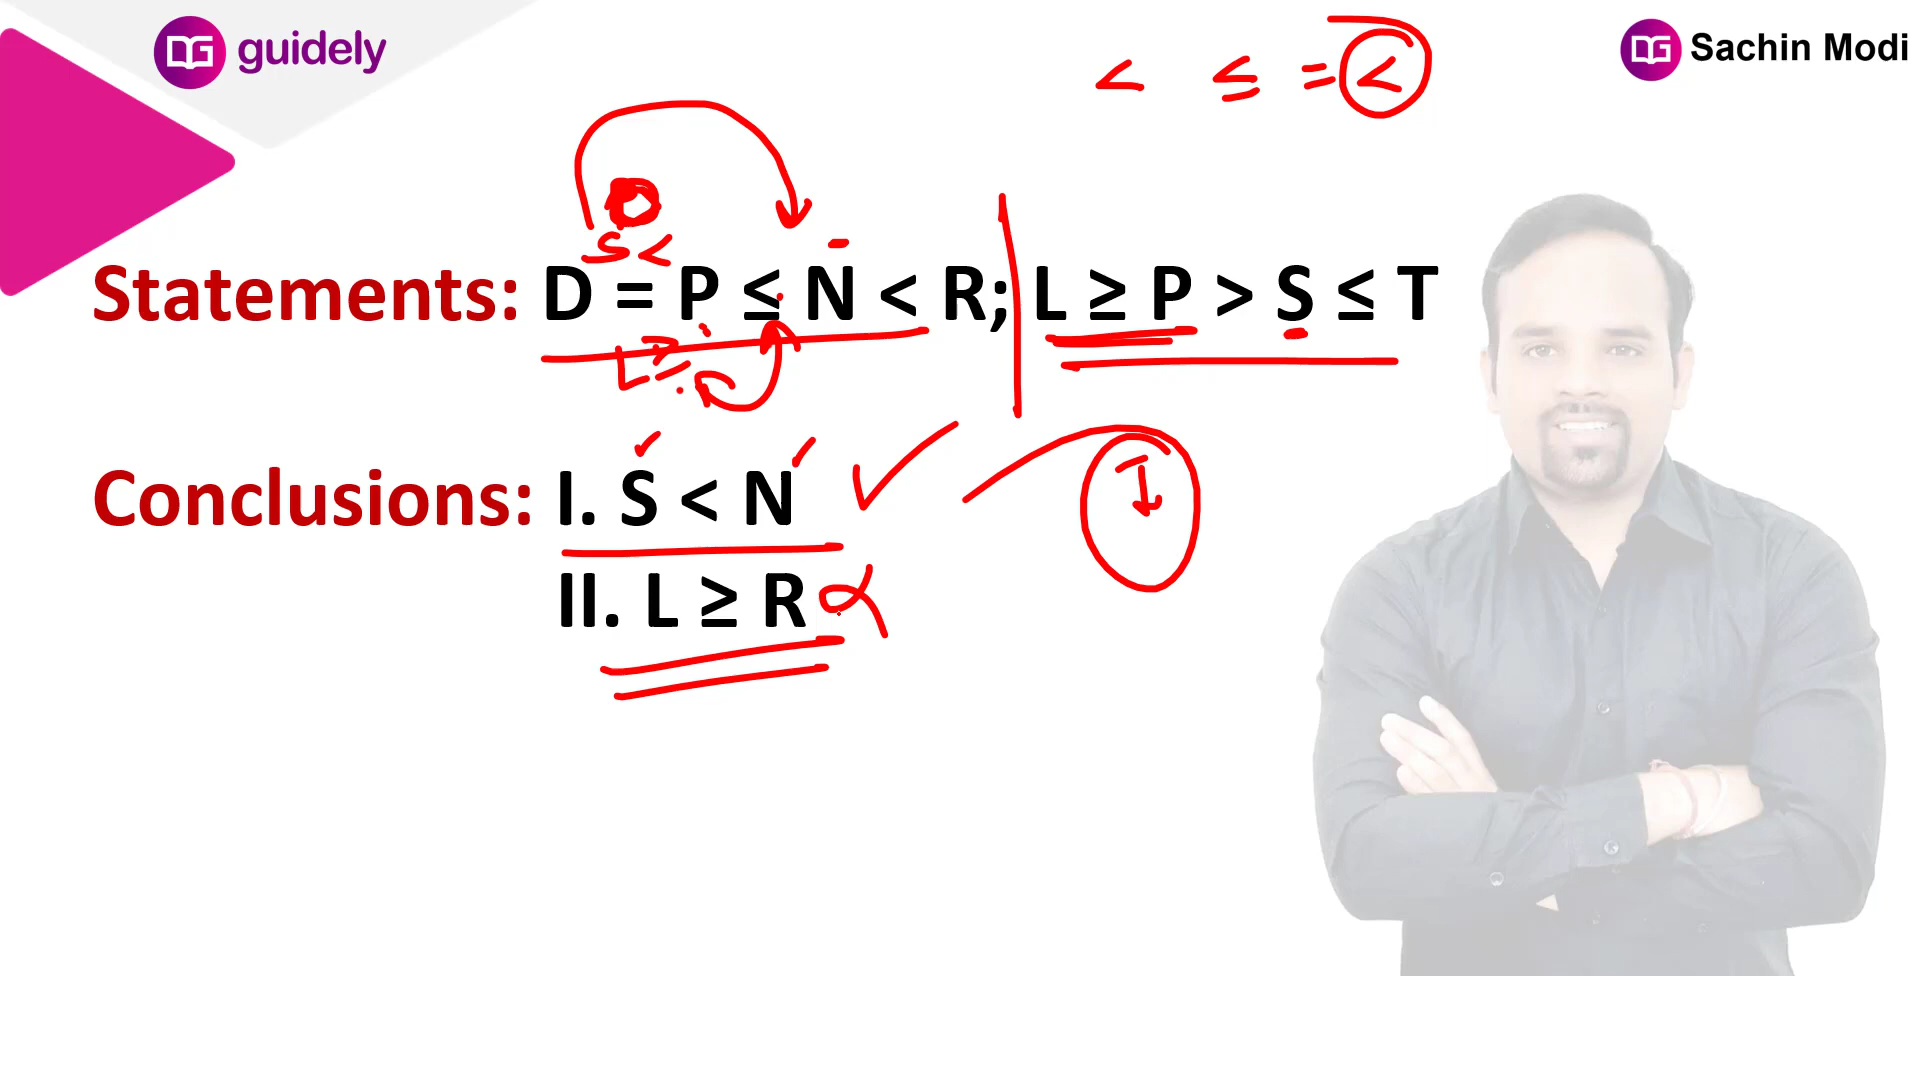 guidely
Sachin Modi
< ≤ = <
S <
Statements: D = P ≤ N < R; L ≥ P > S ≤ T
L ≥
Conclusions: I. S < N
I
II. L ≥ R